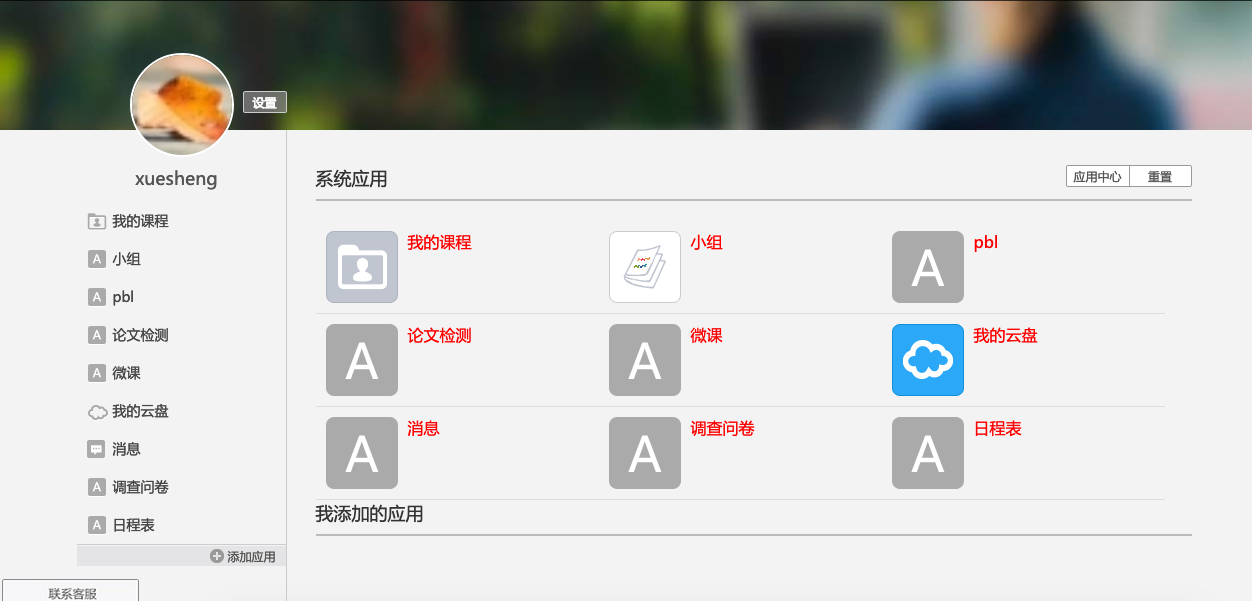 设置
xuesheng
我的课程
A 小组
A pbl
A 论文检测
A 微课
我的云盘
消息
A 调查问卷
A 日程表
添加应用
联系客服
系统应用
应用中心 重置
我的课程 小组 A pbl
A 论文检测 A 微课 我的云盘
A 消息 A 调查问卷 A 日程表
我添加的应用